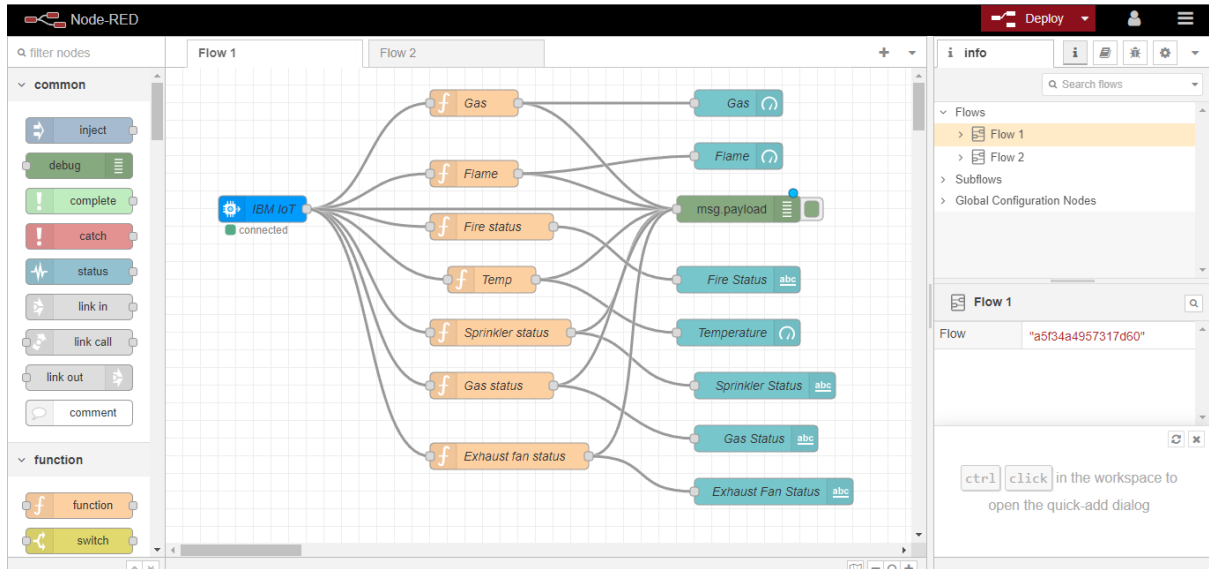 Node-RED
Deploy
filter nodes
Flow 1
Flow 2
info
Search flows
common
inject
debug
complete
catch
status
link in
link call
link out
comment
function
function
switch
IBM IoT
connected
Gas
Flame
Fire status
Temp
Sprinkler status
Gas status
Exhaust fan status
Gas
Flame
msg.payload
Fire Status abc
Temperature
Sprinkler Status abc
Gas Status abc
Exhaust Fan Status abc
Flows
Flow 1
Flow 2
Subflows
Global Configuration Nodes
Flow 1
Flow "a5f34a4957317d60"
ctrl click in the workspace to
open the quick-add dialog